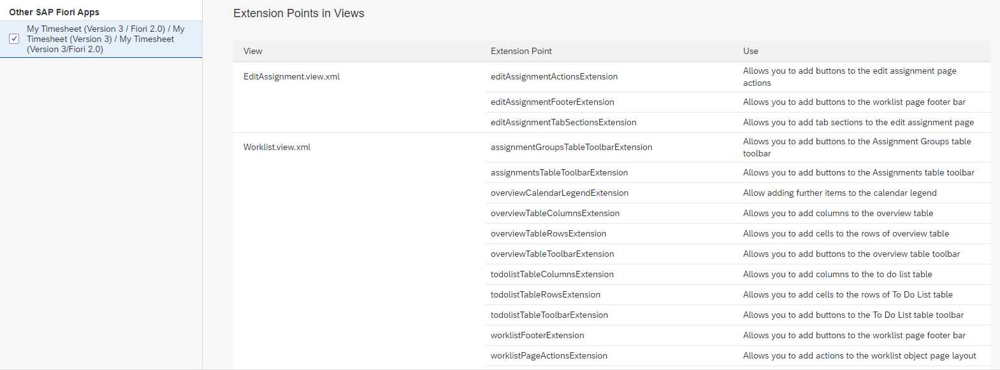 Other SAP Fiori Apps
My Timesheet (Version 3 / Fiori 2.0) / My
Timesheet (Version 3) / My Timesheet
(Version 3/Fiori 2.0)
Extension Points in Views
View Extension Point Use
EditAssignment.view.xml editAssignmentActionsExtension Allows you to add buttons to the edit assignment page
actions
editAssignmentFooterExtension Allows you to add buttons to the worklist page footer bar
editAssignmentTabSectionsExtension Allows you to add tab sections to the edit assignment page
Worklist.view.xml assignmentGroupsTableToolbarExtension Allows you to add buttons to the Assignment Groups table
toolbar
assignmentsTableToolbarExtension Allows you to add buttons to the Assignments table toolbar
overviewCalendarLegendExtension Allow adding further items to the calendar legend
overviewTableColumnsExtension Allows you to add columns to the overview table
overviewTableRowsExtension Allows you to add cells to the rows of overview table
overviewTableToolbarExtension Allows you to add buttons to the overview table toolbar
todolistTableColumnsExtension Allows you to add columns to the to do list table
todolistTableRowsExtension Allows you to add cells to the rows of To Do List table
todolistTableToolbarExtension Allows you to add buttons to the To Do List table toolbar
worklistFooterExtension Allows you to add buttons to the worklist page footer bar
worklistPageActionsExtension Allows you to add actions to the worklist object page layout